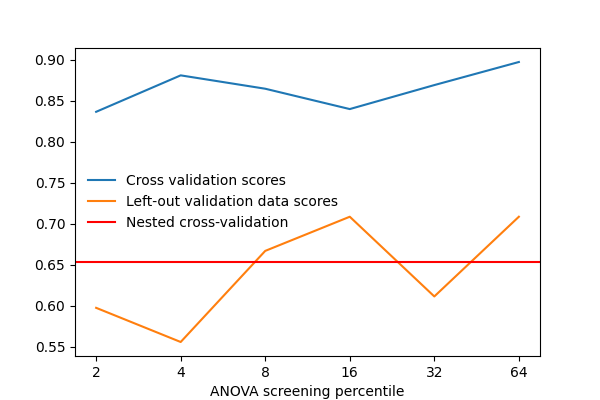 0.90
0.85
0.80
0.75
0.70
0.65
0.60
0.55
Cross validation scores
Left-out validation data scores
Nested cross-validation
2 4 8 16 32 64
ANOVA screening percentile